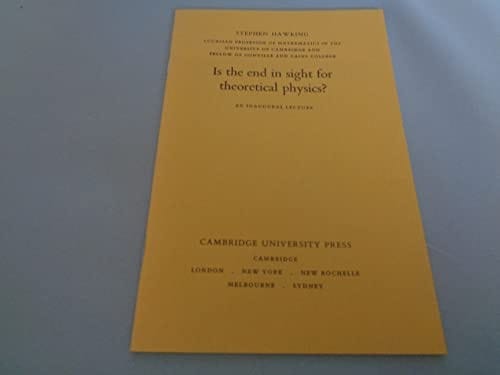 STEPHEN HAWKING
LUCASIAN PROFESSOR OF MATHEMATICS IN THE
UNIVERSITY OF CAMBRIDGE AND
FELLOW OF GONVILLE AND CAIUS COLLEGE
Is the end in sight for
theoretical physics?
AN INAUGURAL LECTURE
CAMBRIDGE UNIVERSITY PRESS
CAMBRIDGE
LONDON . NEW YORK . NEW ROCHELLE
MELBOURNE . SYDNEY